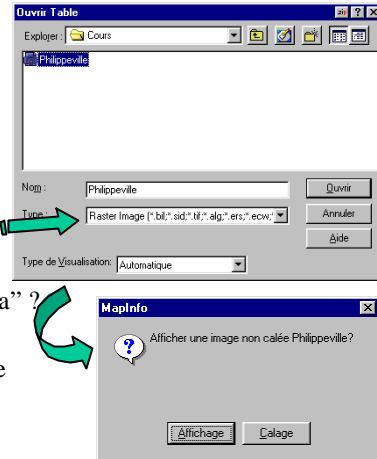 Ouvrir Table
Explorer : Cours
Philippeville
Nom : Philippeville Ouvrir
Type : Raster Image (*.bil;*.sid;*.tif;*.alg;*.ers;*.ecw; Annuler
Aide
Type de Visualisation: Automatique
a” ?
MapInfo
Afficher une image non calée Philippeville?
e
Affichage Calage